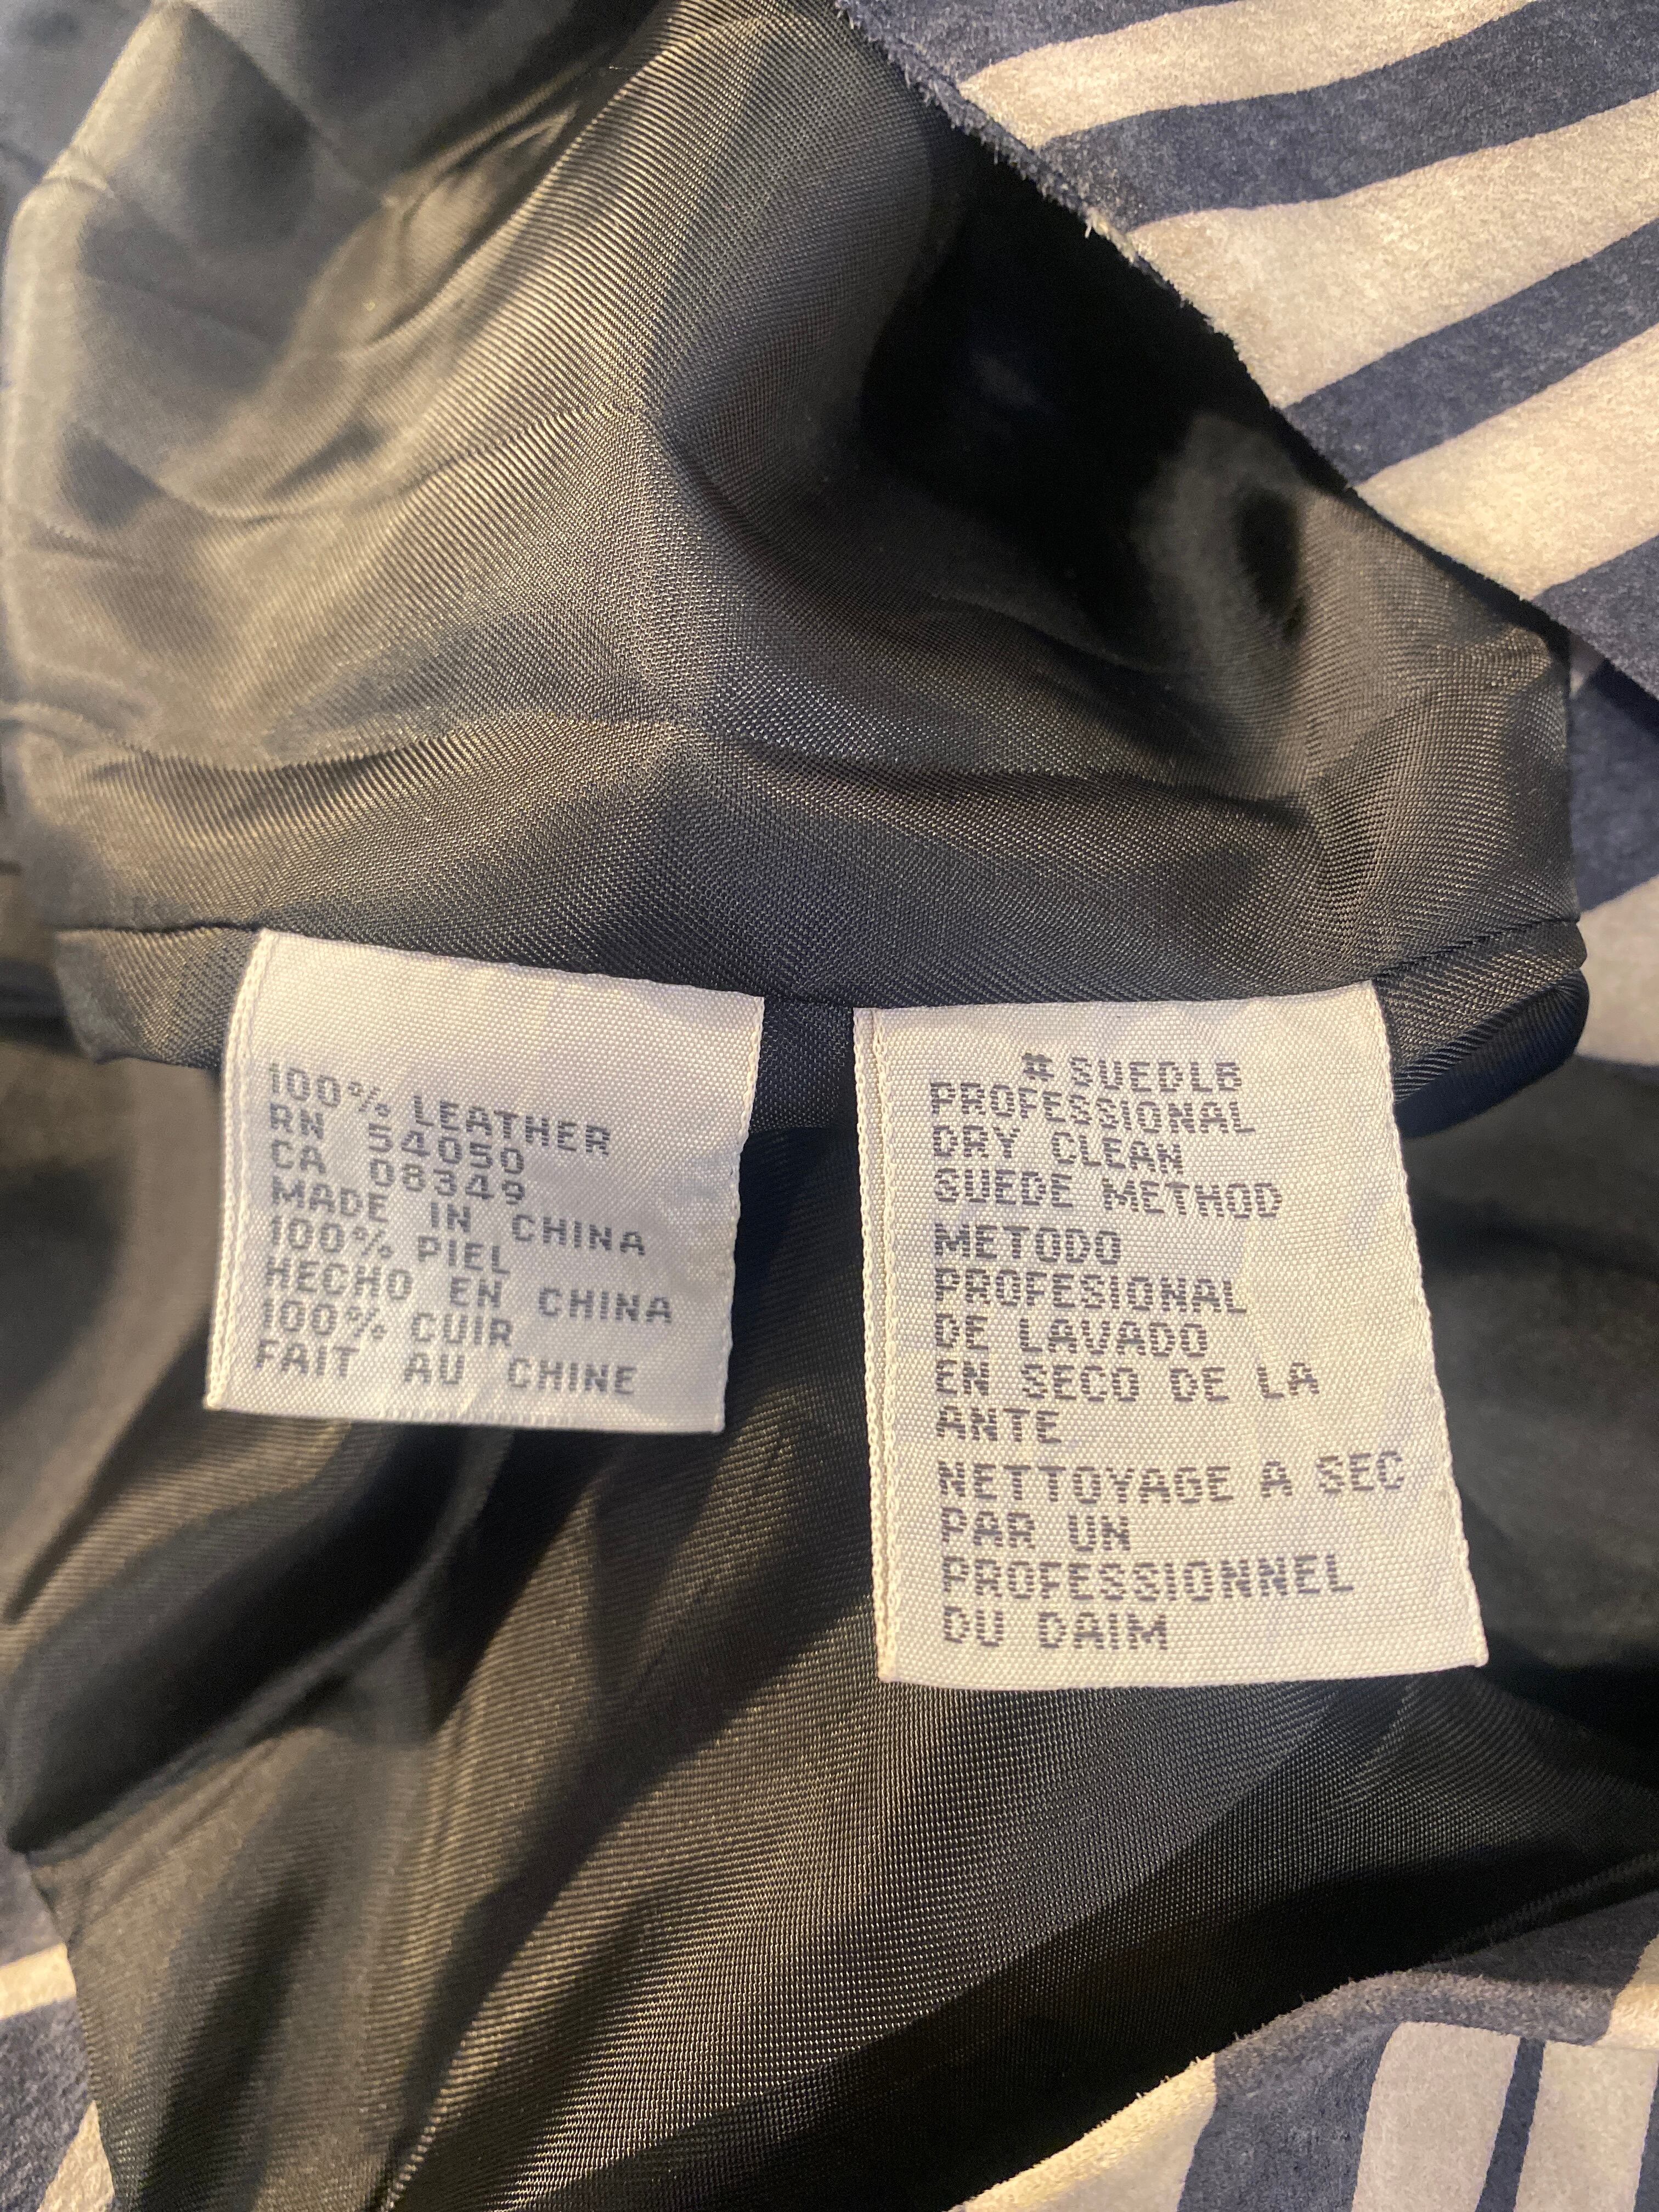 100% LEATHER
RN 54050
CA 08349
MADE IN CHINA
100% PIEL
HECHO EN CHINA
100% CUIR
FAIT AU CHINE
#SUEDLB
PROFESSIONAL
DRY CLEAN
SUEDE METHOD
METODO
PROFESIONAL
DE LAVADO
EN SECO DE LA
ANTE
NETTOYAGE A SEC
PAR UN
PROFESSIONNEL
DU DAIM